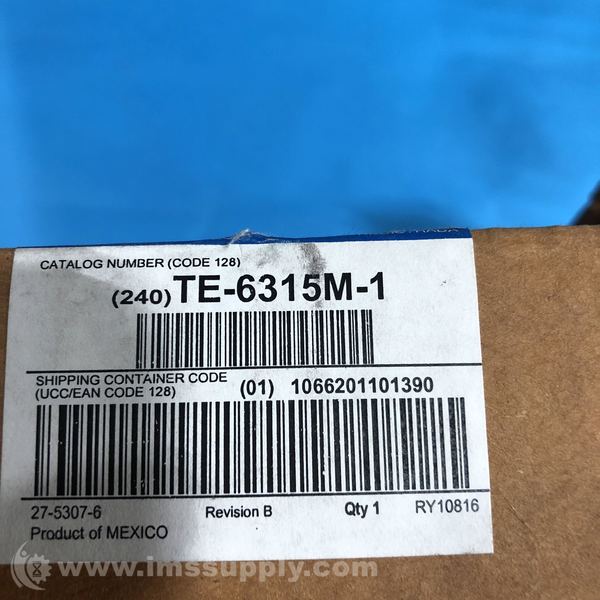 CATALOG NUMBER (CODE 128)
(240) TE-6315M-1
SHIPPING CONTAINER CODE
(UCC/EAN CODE 128)
(01) 1066201101390
27-5307-6 Revision B Qty 1 RY10816
Product of MEXICO
www.imssupply.com